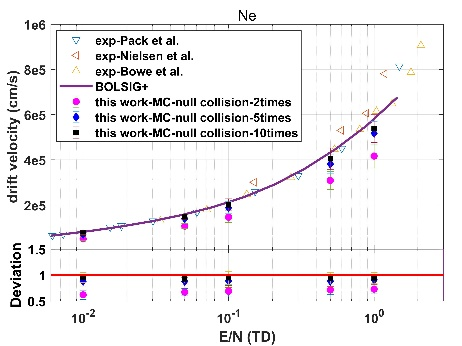 Ne
1e6
8e5
6e5
4e5
2e5
drift velocity (cm/s)
exp-Pack et al.
exp-Nielsen et al.
exp-Bowe et al.
BOLSIG+
this work-MC-null collision-2times
this work-MC-null collision-5times
this work-MC-null collision-10times
1.5
1
0.5
Deviation
10⁻² 10⁻¹ 10⁰
E/N (TD)